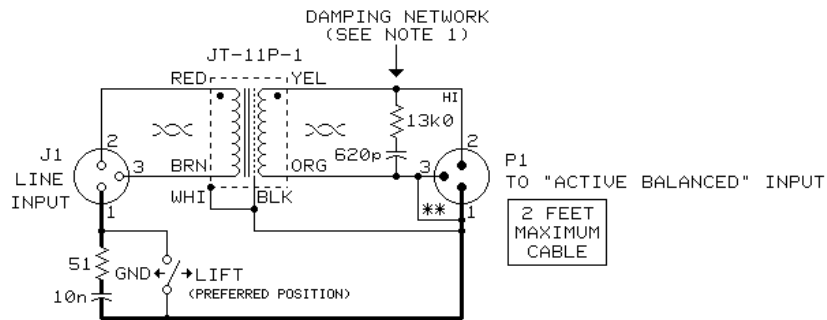 DAMPING NETWORK
(SEE NOTE 1)
JT-11P-1
RED
YEL
HI
13k0
2
2
620p
J1
LINE
INPUT
3
BRN
ORG
3
P1
TO "ACTIVE BALANCED" INPUT
WHI
BLK
**
1
1
2 FEET
MAXIMUM
CABLE
51
GND
LIFT
(PREFERRED POSITION)
10n